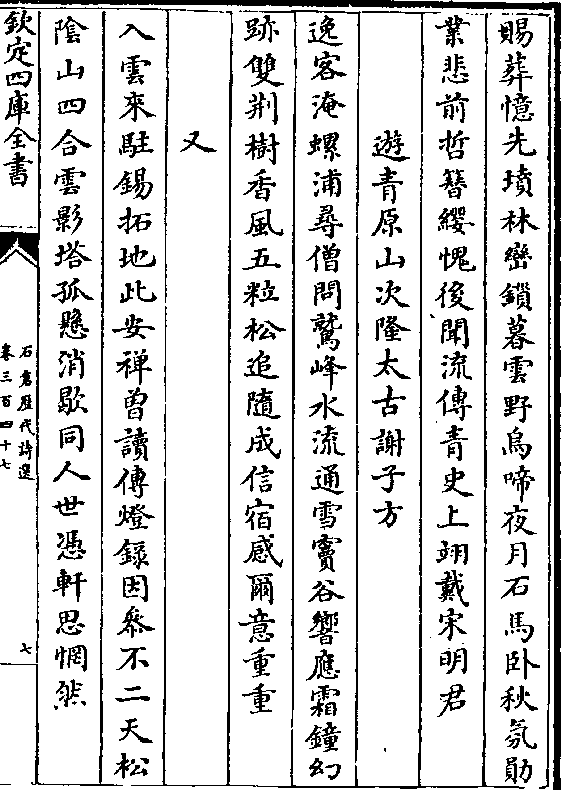 賜葬憶先墳林巒鎖暮雲野烏啼夜月石馬卧秋氛勛
業悲前哲簪纓愧後聞流傳青史上翊戴宋明君
遊青原山次隆太古謝子方
逸客淹螺浦尋僧問鷲峰水流通雪竇谷響應霜鐘幻
跡雙荆樹香風五粒松追隨成信宿感爾意重重
又
入雲來駐錫拓地此安禪曽讀傳燈錄因叅不二天松
陰山四合雲影塔孤懸消歇同人世憑軒思惘然
欽定四庫全書
石倉歷代詩選
卷三百四十七
七